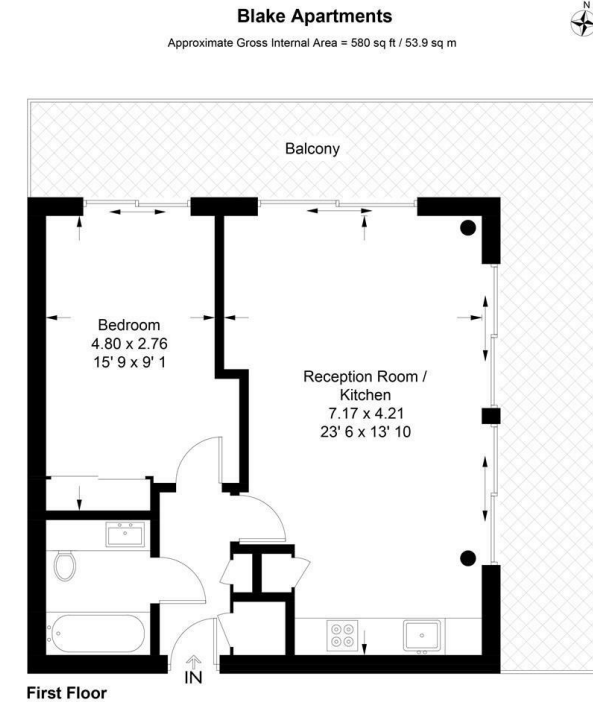 Blake Apartments
N
Approximate Gross Internal Area = 580 sq ft / 53.9 sq m
Balcony
Bedroom
4.80 x 2.76
15' 9 x 9' 1
Reception Room /
Kitchen
7.17 x 4.21
23' 6 x 13' 10
IN
First Floor